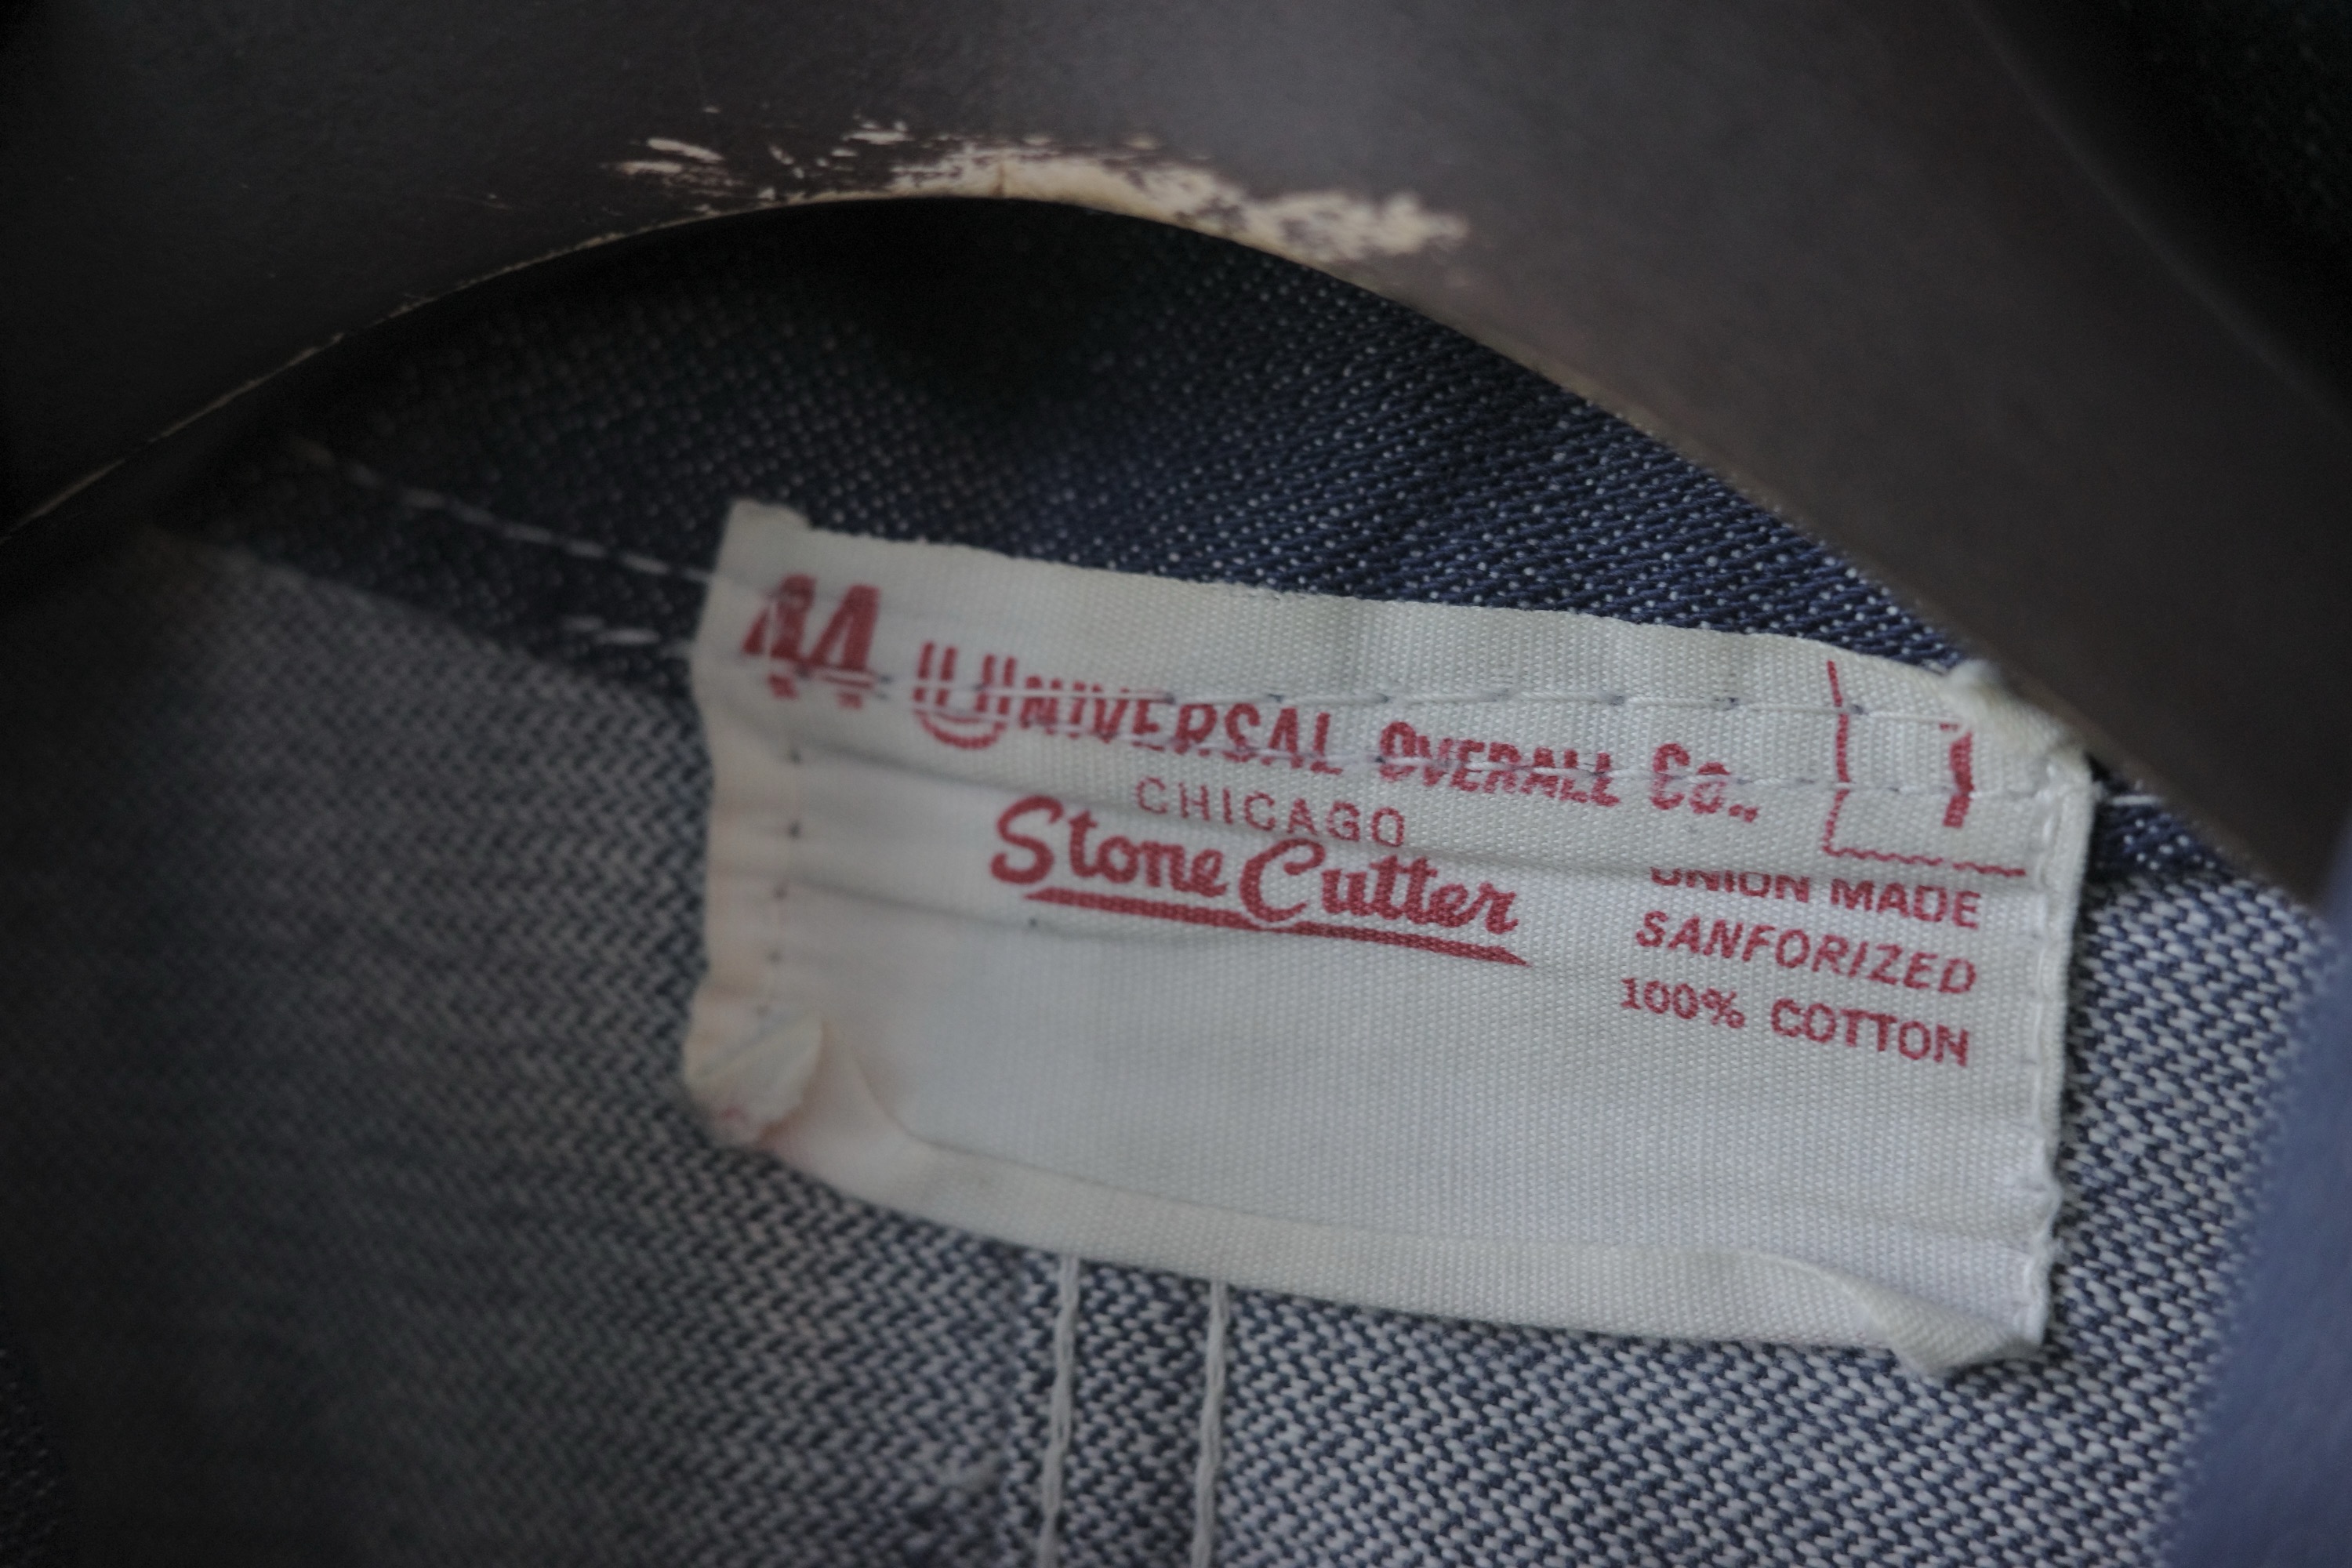 44
UNIVERSAL OVERALL Co..
CHICAGO
Stone Cutter
UNION MADE
SANFORIZED
100% COTTON